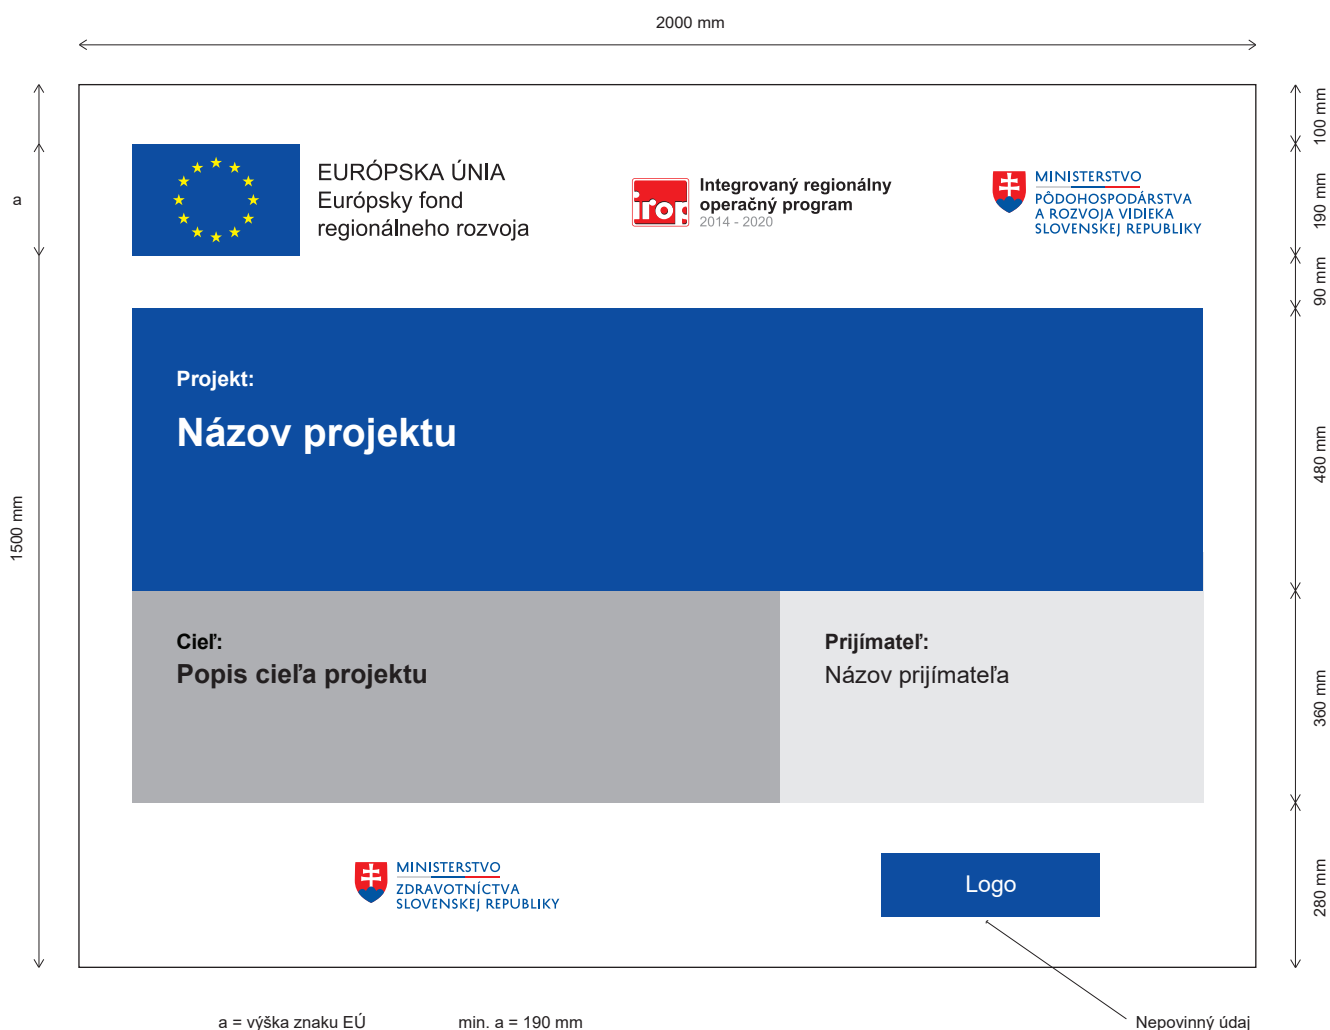 2000 mm
100 mm
a
EURÓPSKA ÚNIA
Európsky fond
regionálneho rozvoja
irop
Integrovaný regionálny
operačný program
2014 - 2020
MINISTERSTVO
PÔDOHOSPODÁRSTVA
A ROZVOJA VIDIEKA
SLOVENSKEJ REPUBLIKY
190 mm
90 mm
Projekt:
Názov projektu
480 mm
1500 mm
Cieľ:
Popis cieľa projektu
Prijímateľ:
Názov prijímateľa
360 mm
MINISTERSTVO
ZDRAVOTNÍCTVA
SLOVENSKEJ REPUBLIKY
Logo
280 mm
a = výška znaku EÚ
min. a = 190 mm
Nepovinný údaj